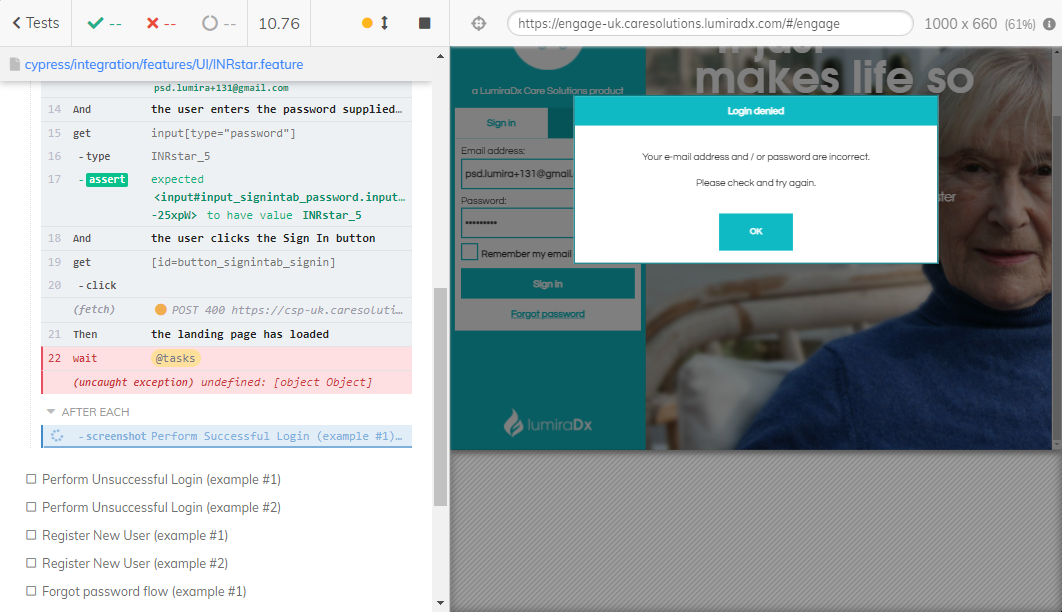 Tests
--
--
--
10.76
https://engage-uk.caresolutions.lumiradx.com/#/engage
1000 x 660 (61%)
cypress/integration/features/UI/INRstar.feature
psd.lumira+131@gmail.com
14 And the user enters the password supplied…
15 get input[type="password"]
16 -type INRstar_5
17 -assert expected
<input#input_signintab_password.input…
-25xpW> to have value INRstar_5
18 And the user clicks the Sign In button
19 get [id=button_signintab_signin]
20 -click
(fetch) POST 400 https://csp-uk.caresoluti…
21 Then the landing page has loaded
22 wait @tasks
(uncaught exception) undefined: [object Object]
AFTER EACH
-screenshot Perform Successful Login (example #1)…
Perform Unsuccessful Login (example #1)
Perform Unsuccessful Login (example #2)
Register New User (example #1)
Register New User (example #2)
Forgot password flow (example #1)
just
makes life so
a LumiraDx Care Solutions product
Sign in
Email address:
psd.lumira+131@gmail.
Password:
Remember my email
Sign in
Forgot password
lumiraDx
Login denied
Your e-mail address and / or password are incorrect.
Please check and try again.
OK